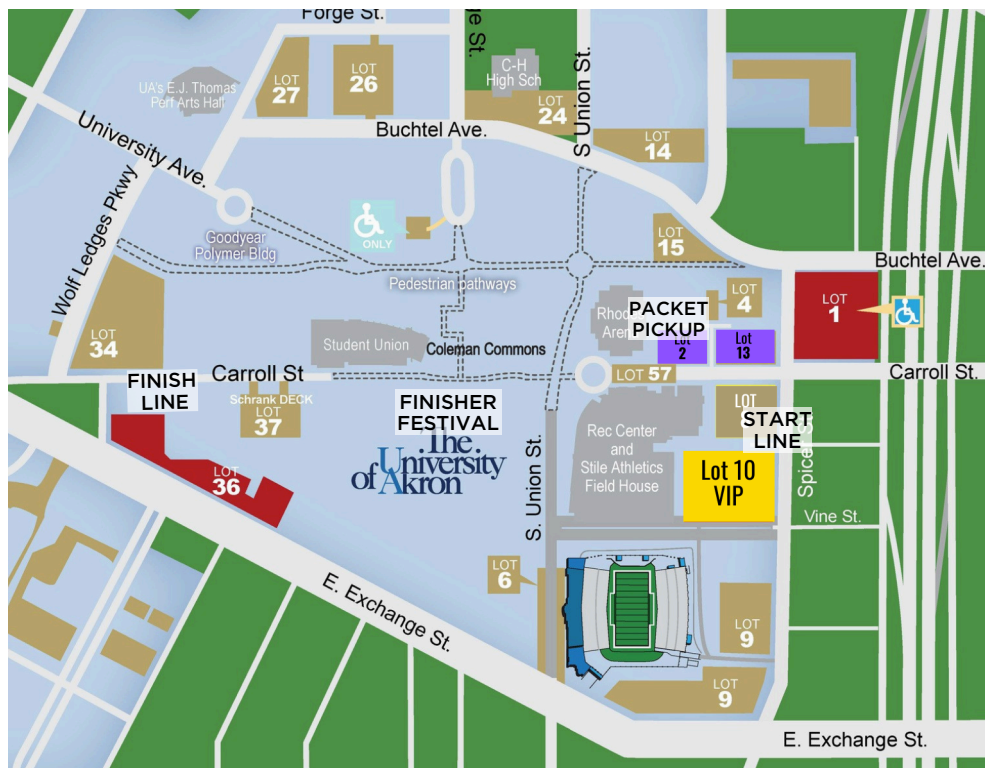 Forge St.
ge St.
UA's E.J. Thomas
Perf Arts Hall
LOT
27
LOT
26
C-H
High Sch
LOT
24
S Union St.
LOT
14
Buchtel Ave.
University Ave.
Wolf Ledges Pkwy
ONLY
Goodyear
Polymer Bldg
Pedestrian pathways
LOT
15
Buchtel Ave.
LOT
4
LOT
1
PACKET
PICKUP
Lot
2
Lot
13
LOT
34
Student Union
Coleman Commons
LOT 57
Carroll St
Carroll St.
FINISH
LINE
Schrank DECK
LOT
37
FINISHER
FESTIVAL
The
University
of Akron
LOT
START
LINE
Rec Center
and
Stile Athletics
Field House
Lot 10
VIP
LOT
36
S. Union St.
Vine St.
LOT
6
E. Exchange St.
LOT
9
LOT
9
E. Exchange St.